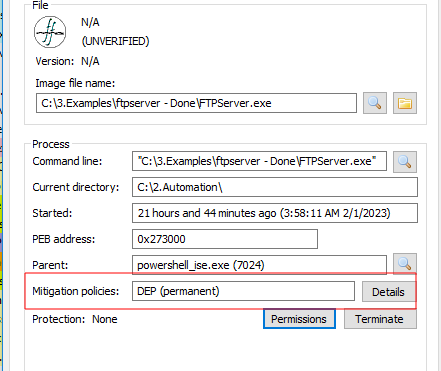 File
N/A
(UNVERIFIED)
Version: N/A
Image file name:
C:\3.Examples\ftpserver - Done\FTPServer.exe
Process
Command line: "C:\3.Examples\ftpserver - Done\FTPServer.exe"
Current directory: C:\2.Automation\
Started: 21 hours and 44 minutes ago (3:58:11 AM 2/1/2023)
PEB address: 0x273000
Parent: powershell_ise.exe (7024)
Mitigation policies: DEP (permanent) Details
Protection: None Permissions Terminate